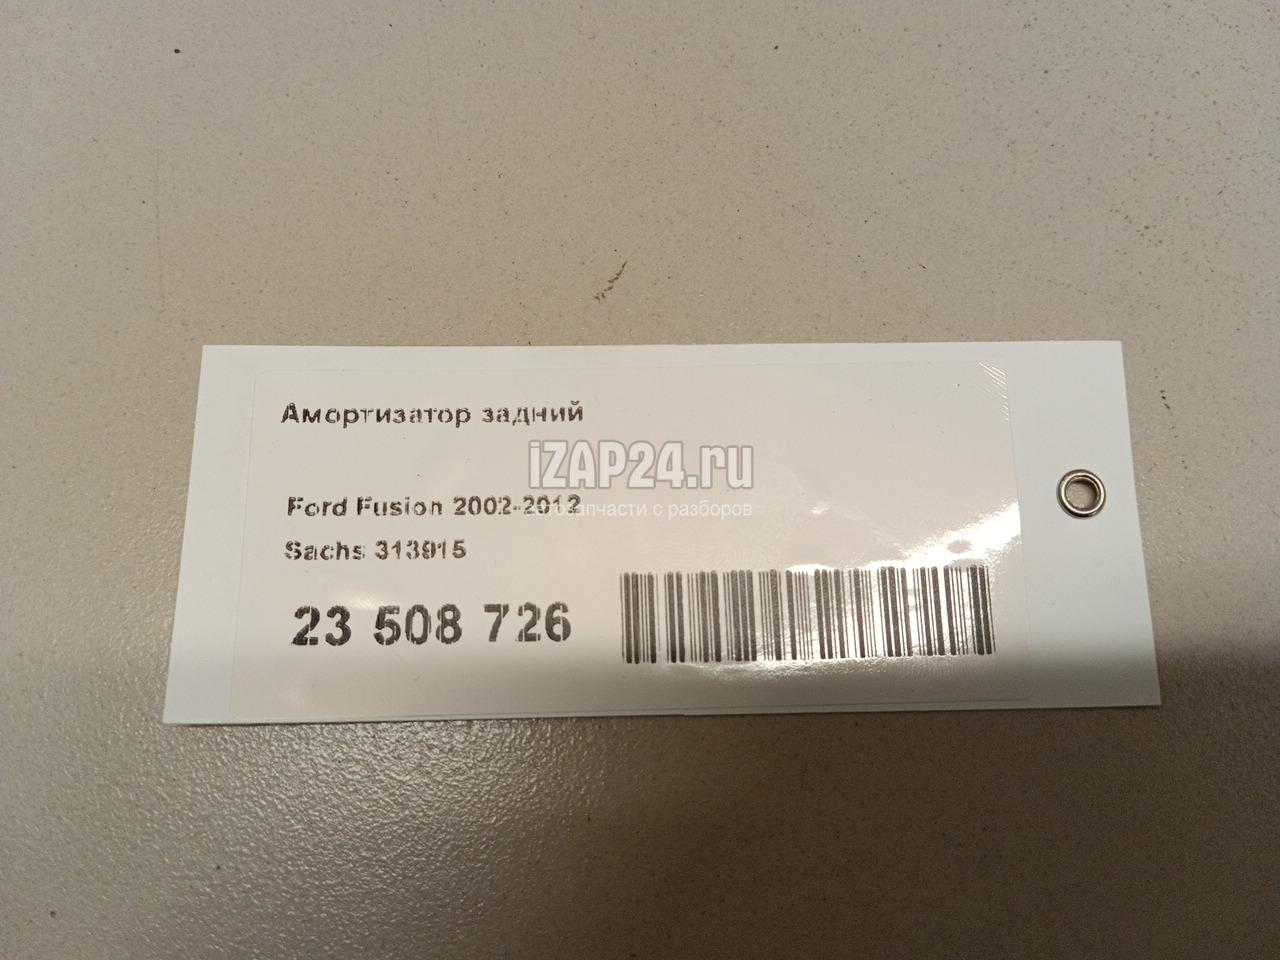 Амортизатор задний
iZAP24.ru
автозапчасти с разборов
Ford Fusion 2002-2012
Sachs 313915
23 508 726